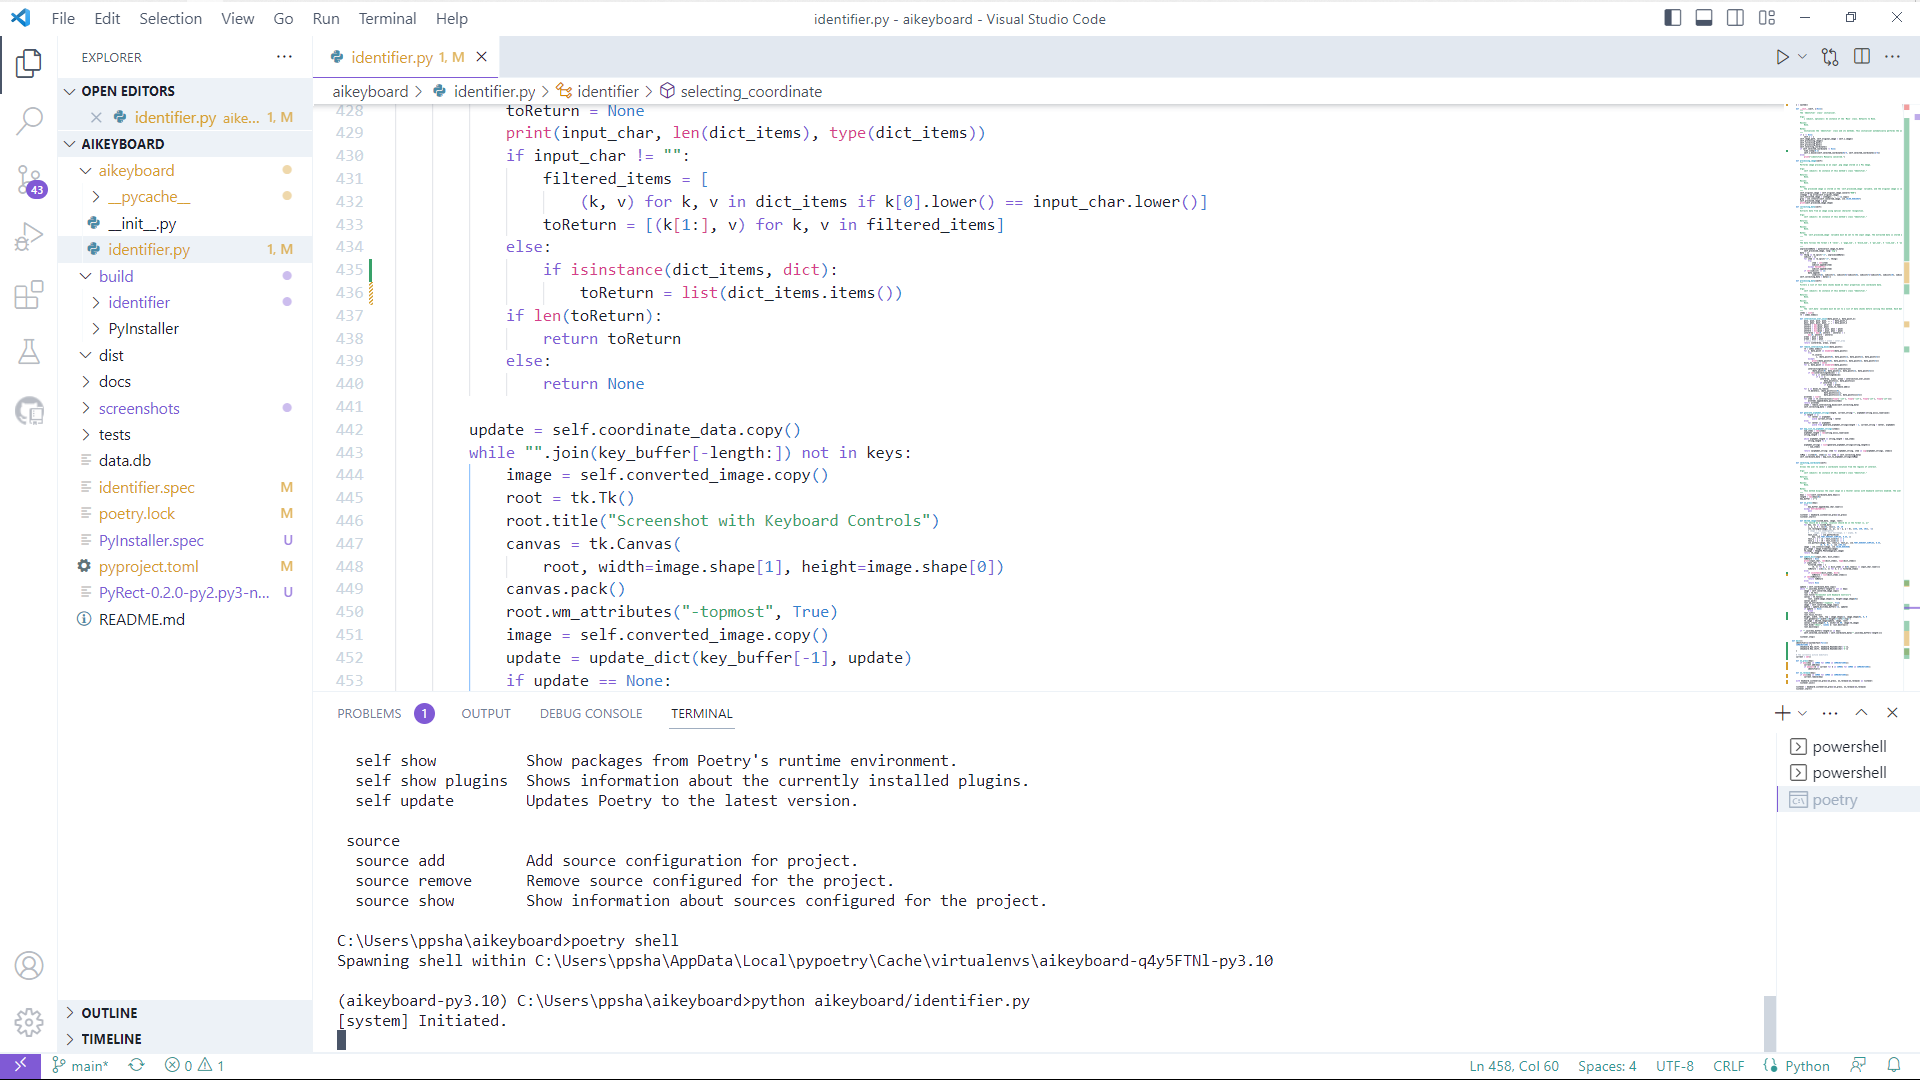 File Edit Selection View Go Run Terminal Help
identifier.py - aikeyboard - Visual Studio Code
EXPLORER
OPEN EDITORS
identifier.py aike... 1, M
AIKEYBOARD
aikeyboard
__pycache__
__init__.py
identifier.py 1, M
build
identifier
PyInstaller
dist
docs
screenshots
tests
data.db
identifier.spec M
poetry.lock M
PyInstaller.spec U
pyproject.toml M
PyRect-0.2.0-py2.py3-n... U
README.md
OUTLINE
TIMELINE
43
identifier.py 1, M
aikeyboard > identifier.py > identifier > selecting_coordinate
428 toReturn = None
429 print(input_char, len(dict_items), type(dict_items))
430 if input_char != "":
431 filtered_items = [
432 (k, v) for k, v in dict_items if k[0].lower() == input_char.lower()]
433 toReturn = [(k[1:], v) for k, v in filtered_items]
434 else:
435 if isinstance(dict_items, dict):
436 toReturn = list(dict_items.items())
437 if len(toReturn):
438 return toReturn
439 else:
440 return None
441
442 update = self.coordinate_data.copy()
443 while "".join(key_buffer[-length:]) not in keys:
444 image = self.converted_image.copy()
445 root = tk.Tk()
446 root.title("Screenshot with Keyboard Controls")
447 canvas = tk.Canvas(
448 root, width=image.shape[1], height=image.shape[0])
449 canvas.pack()
450 root.wm_attributes("-topmost", True)
451 image = self.converted_image.copy()
452 update = update_dict(key_buffer[-1], update)
453 if update == None:
PROBLEMS 1 OUTPUT DEBUG CONSOLE TERMINAL
self show Show packages from Poetry's runtime environment.
self show plugins Shows information about the currently installed plugins.
self update Updates Poetry to the latest version.
source
source add Add source configuration for project.
source remove Remove source configured for the project.
source show Show information about sources configured for the project.
C:\Users\ppsha\aikeyboard>poetry shell
Spawning shell within C:\Users\ppsha\AppData\Local\pypoetry\Cache\virtualenvs\aikeyboard-q4y5FTNl-py3.10
(aikeyboard-py3.10) C:\Users\ppsha\aikeyboard>python aikeyboard/identifier.py
[system] Initiated.
powershell
powershell
poetry
main* 0 1
Ln 458, Col 60 Spaces: 4 UTF-8 CRLF Python